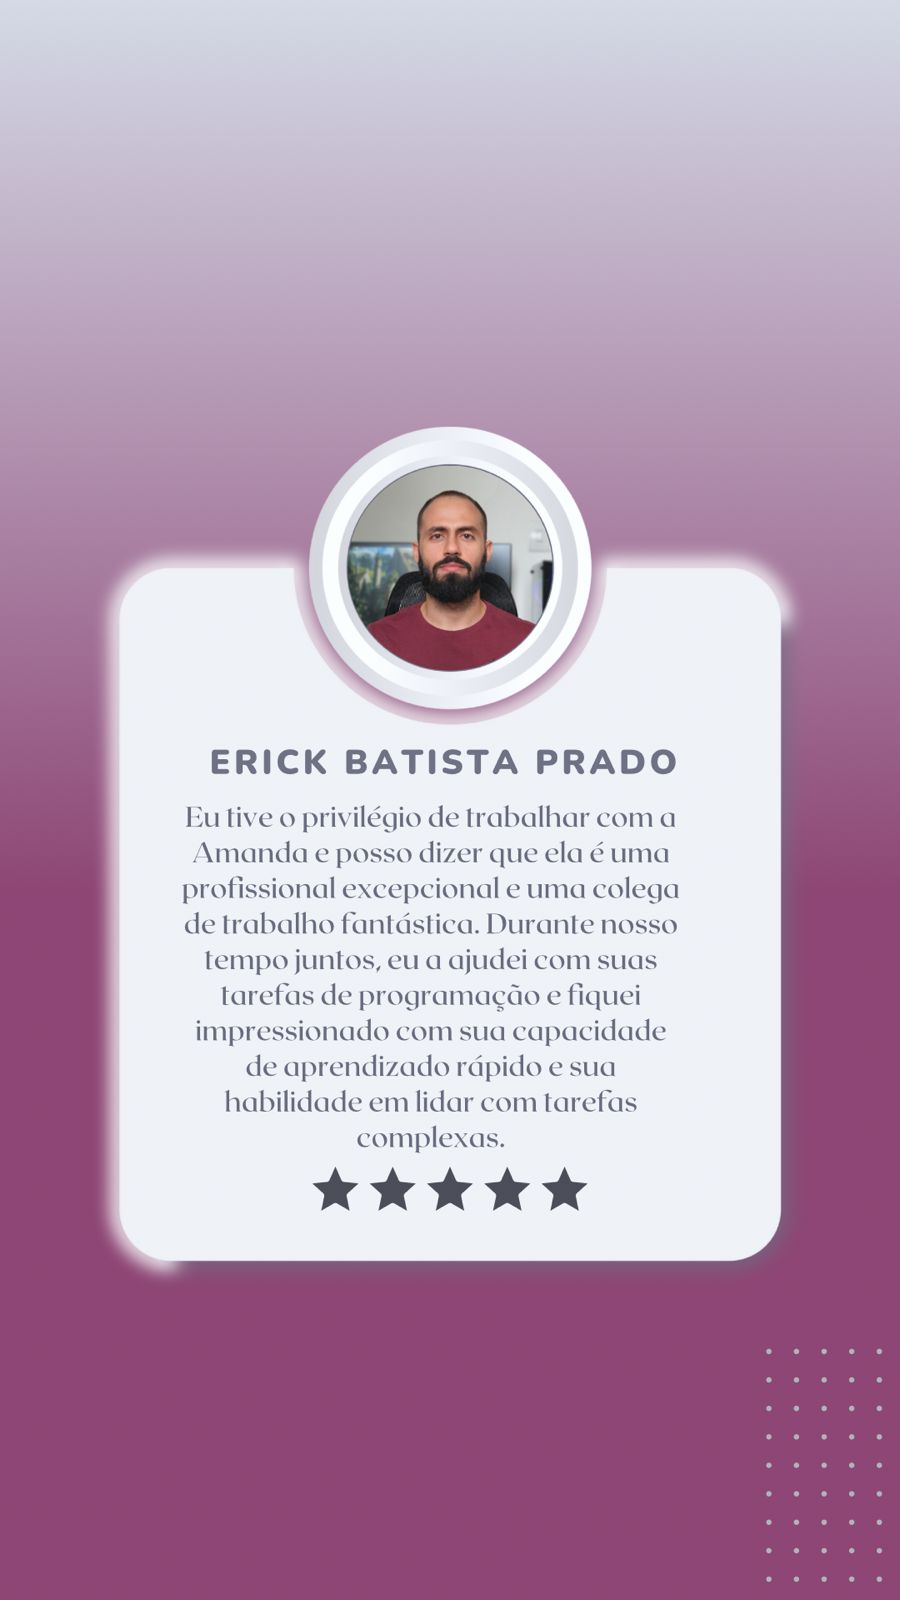 ERICK BATISTA PRADO
Eu tive o privilégio de trabalhar com a
Amanda e posso dizer que ela é uma
profissional excepcional e uma colega
de trabalho fantástica. Durante nosso
tempo juntos, eu a ajudei com suas
tarefas de programação e fiquei
impressionado com sua capacidade
de aprendizado rápido e sua
habilidade em lidar com tarefas
complexas.